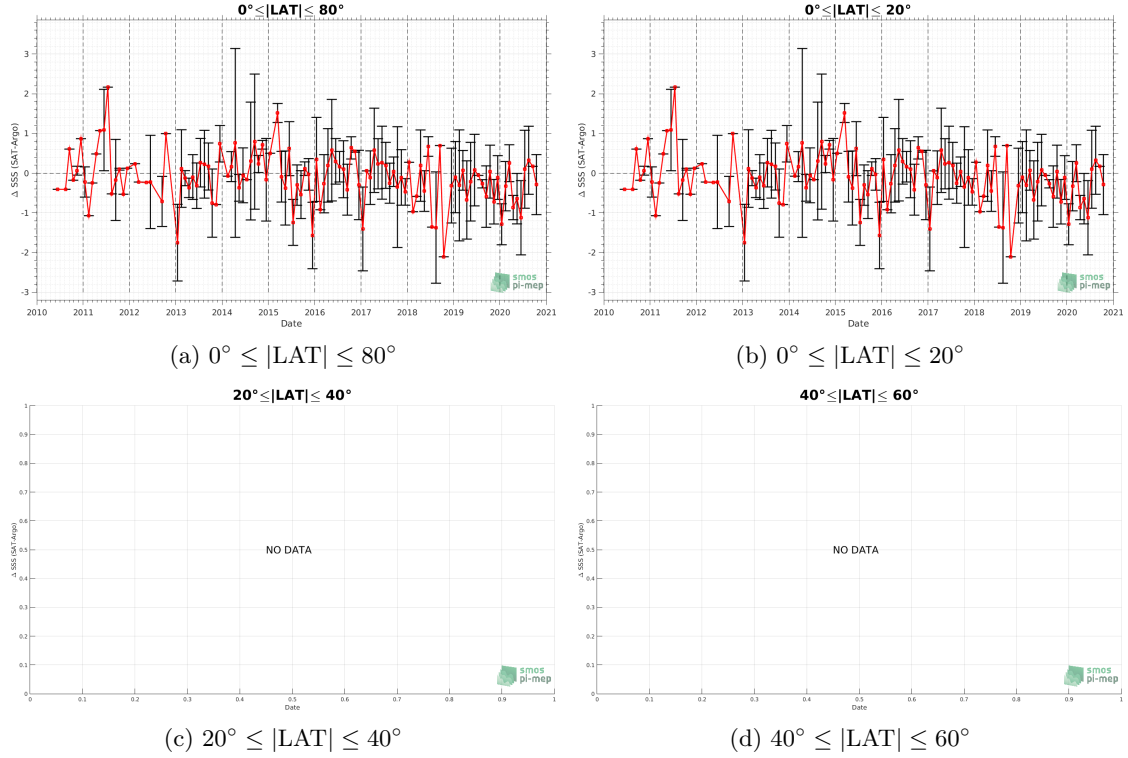 0°≤|LAT|≤ 80°
3
2
1
0
-1
-2
-3
Δ SSS (SAT-Argo)
2010 2011 2012 2013 2014 2015 2016 2017 2018 2019 2020 2021
Date
smos
pi-mep
(a) 0° ≤ |LAT| ≤ 80°
0°≤|LAT|≤ 20°
3
2
1
0
-1
-2
-3
Δ SSS (SAT-Argo)
2010 2011 2012 2013 2014 2015 2016 2017 2018 2019 2020 2021
Date
smos
pi-mep
(b) 0° ≤ |LAT| ≤ 20°
20°≤|LAT|≤ 40°
1
0.9
0.8
0.7
0.6
0.5
0.4
0.3
0.2
0.1
0
Δ SSS (SAT-Argo)
NO DATA
0 0.1 0.2 0.3 0.4 0.5 0.6 0.7 0.8 0.9 1
Date
smos
pi-mep
(c) 20° ≤ |LAT| ≤ 40°
40°≤|LAT|≤ 60°
1
0.9
0.8
0.7
0.6
0.5
0.4
0.3
0.2
0.1
0
Δ SSS (SAT-Argo)
NO DATA
0 0.1 0.2 0.3 0.4 0.5 0.6 0.7 0.8 0.9 1
Date
smos
pi-mep
(d) 40° ≤ |LAT| ≤ 60°